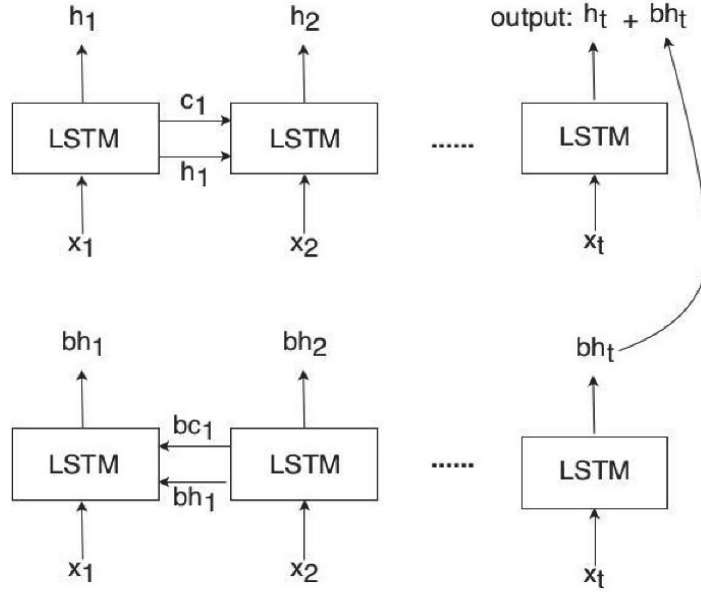 h1 h2 output: ht + bht
c1
LSTM LSTM ...... LSTM
h1
x1 x2 xt
bh1 bh2 bht
bc1
LSTM LSTM ...... LSTM
bh1
x1 x2 xt